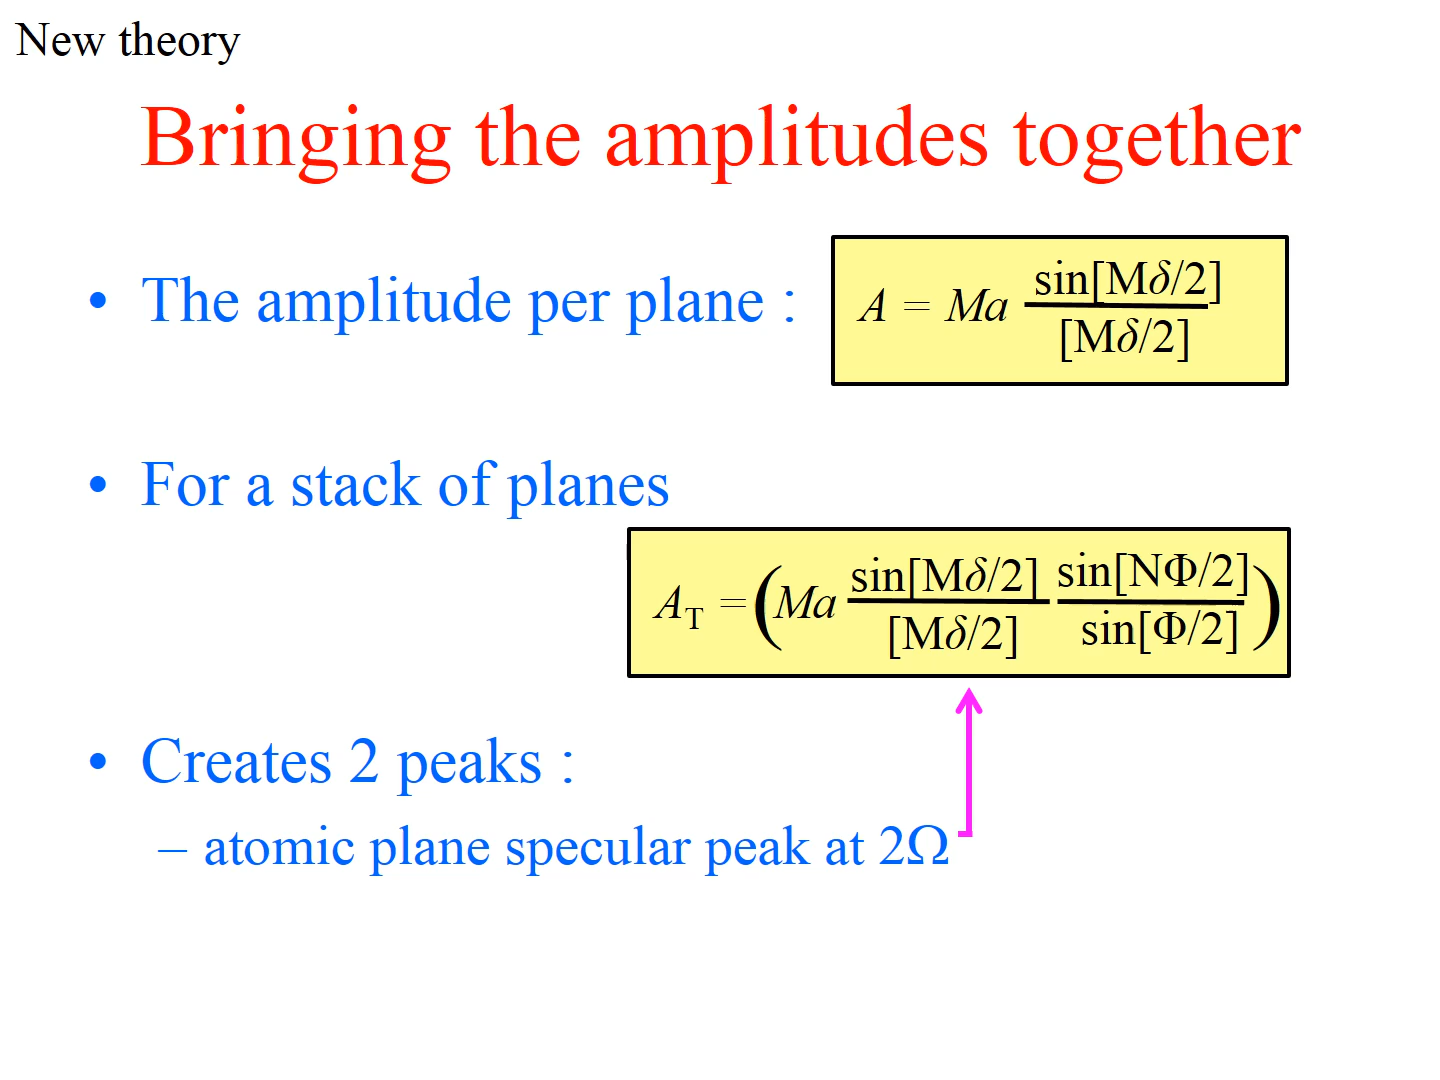 New theory
Bringing the amplitudes together
• The amplitude per plane :
A = Ma sin[Mδ/2] / [Mδ/2]
• For a stack of planes
A_T = (Ma sin[Mδ/2] / [Mδ/2] sin[NΦ/2] / sin[Φ/2])
• Creates 2 peaks :
– atomic plane specular peak at 2Ω